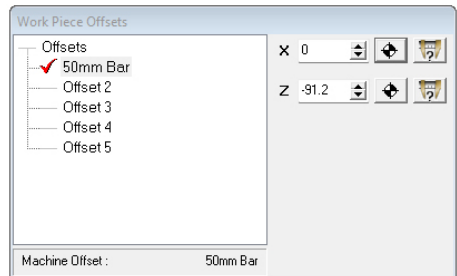 Work Piece Offsets
Offsets
50mm Bar
Offset 2
Offset 3
Offset 4
Offset 5
X 0
?
Z -91.2
?
Machine Offset : 50mm Bar